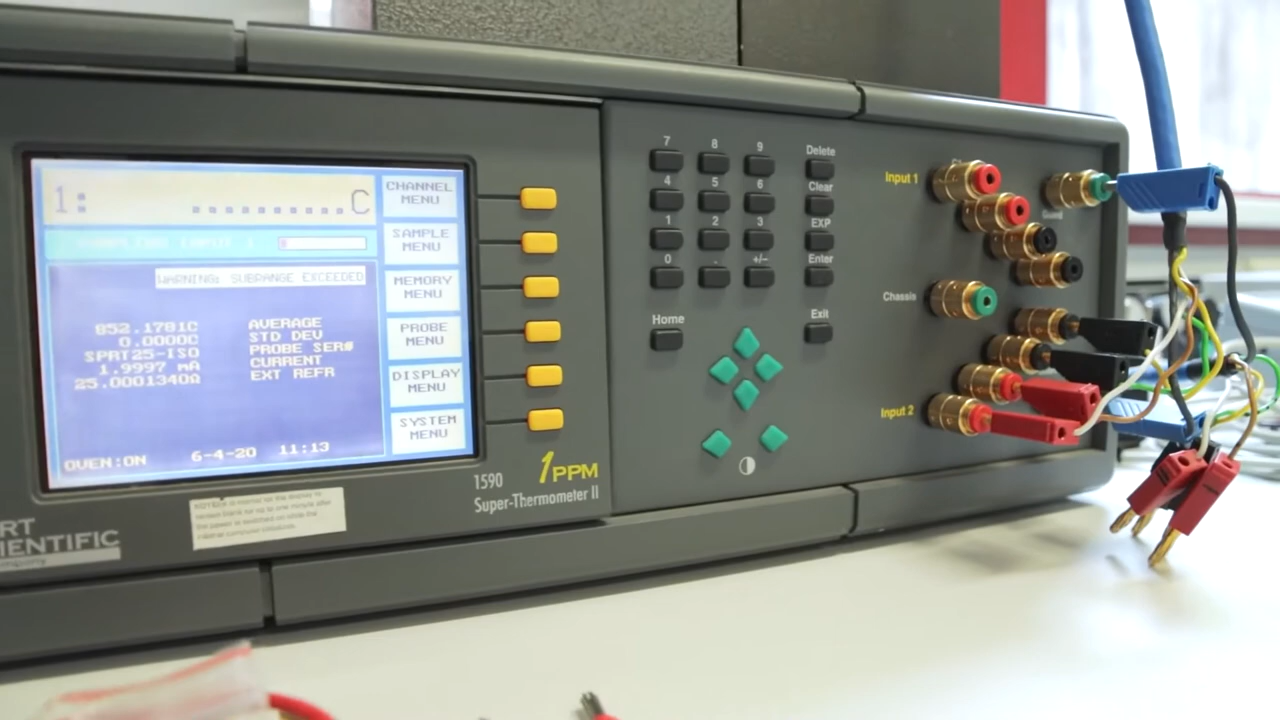 1: .........C
WARNING: SUBRANGE EXCEEDED
852.1781C AVERAGE
0.0000C STD DEV
SPRT25-ISO PROBE SER#
1.9997 mA CURRENT
25.0001340Ω EXT REFR
OVEN:ON 6-4-20 11:13
CHANNEL
MENU
SAMPLE
MENU
MEMORY
MENU
PROBE
MENU
DISPLAY
MENU
SYSTEM
MENU
1590 1PPM
Super-Thermometer II
RT
IENTIFIC
7 8 9 Delete
4 5 6 Clear
1 2 3 EXP
0 . +/− Enter
Home Exit
Input 1
Guard
Chassis
Input 2